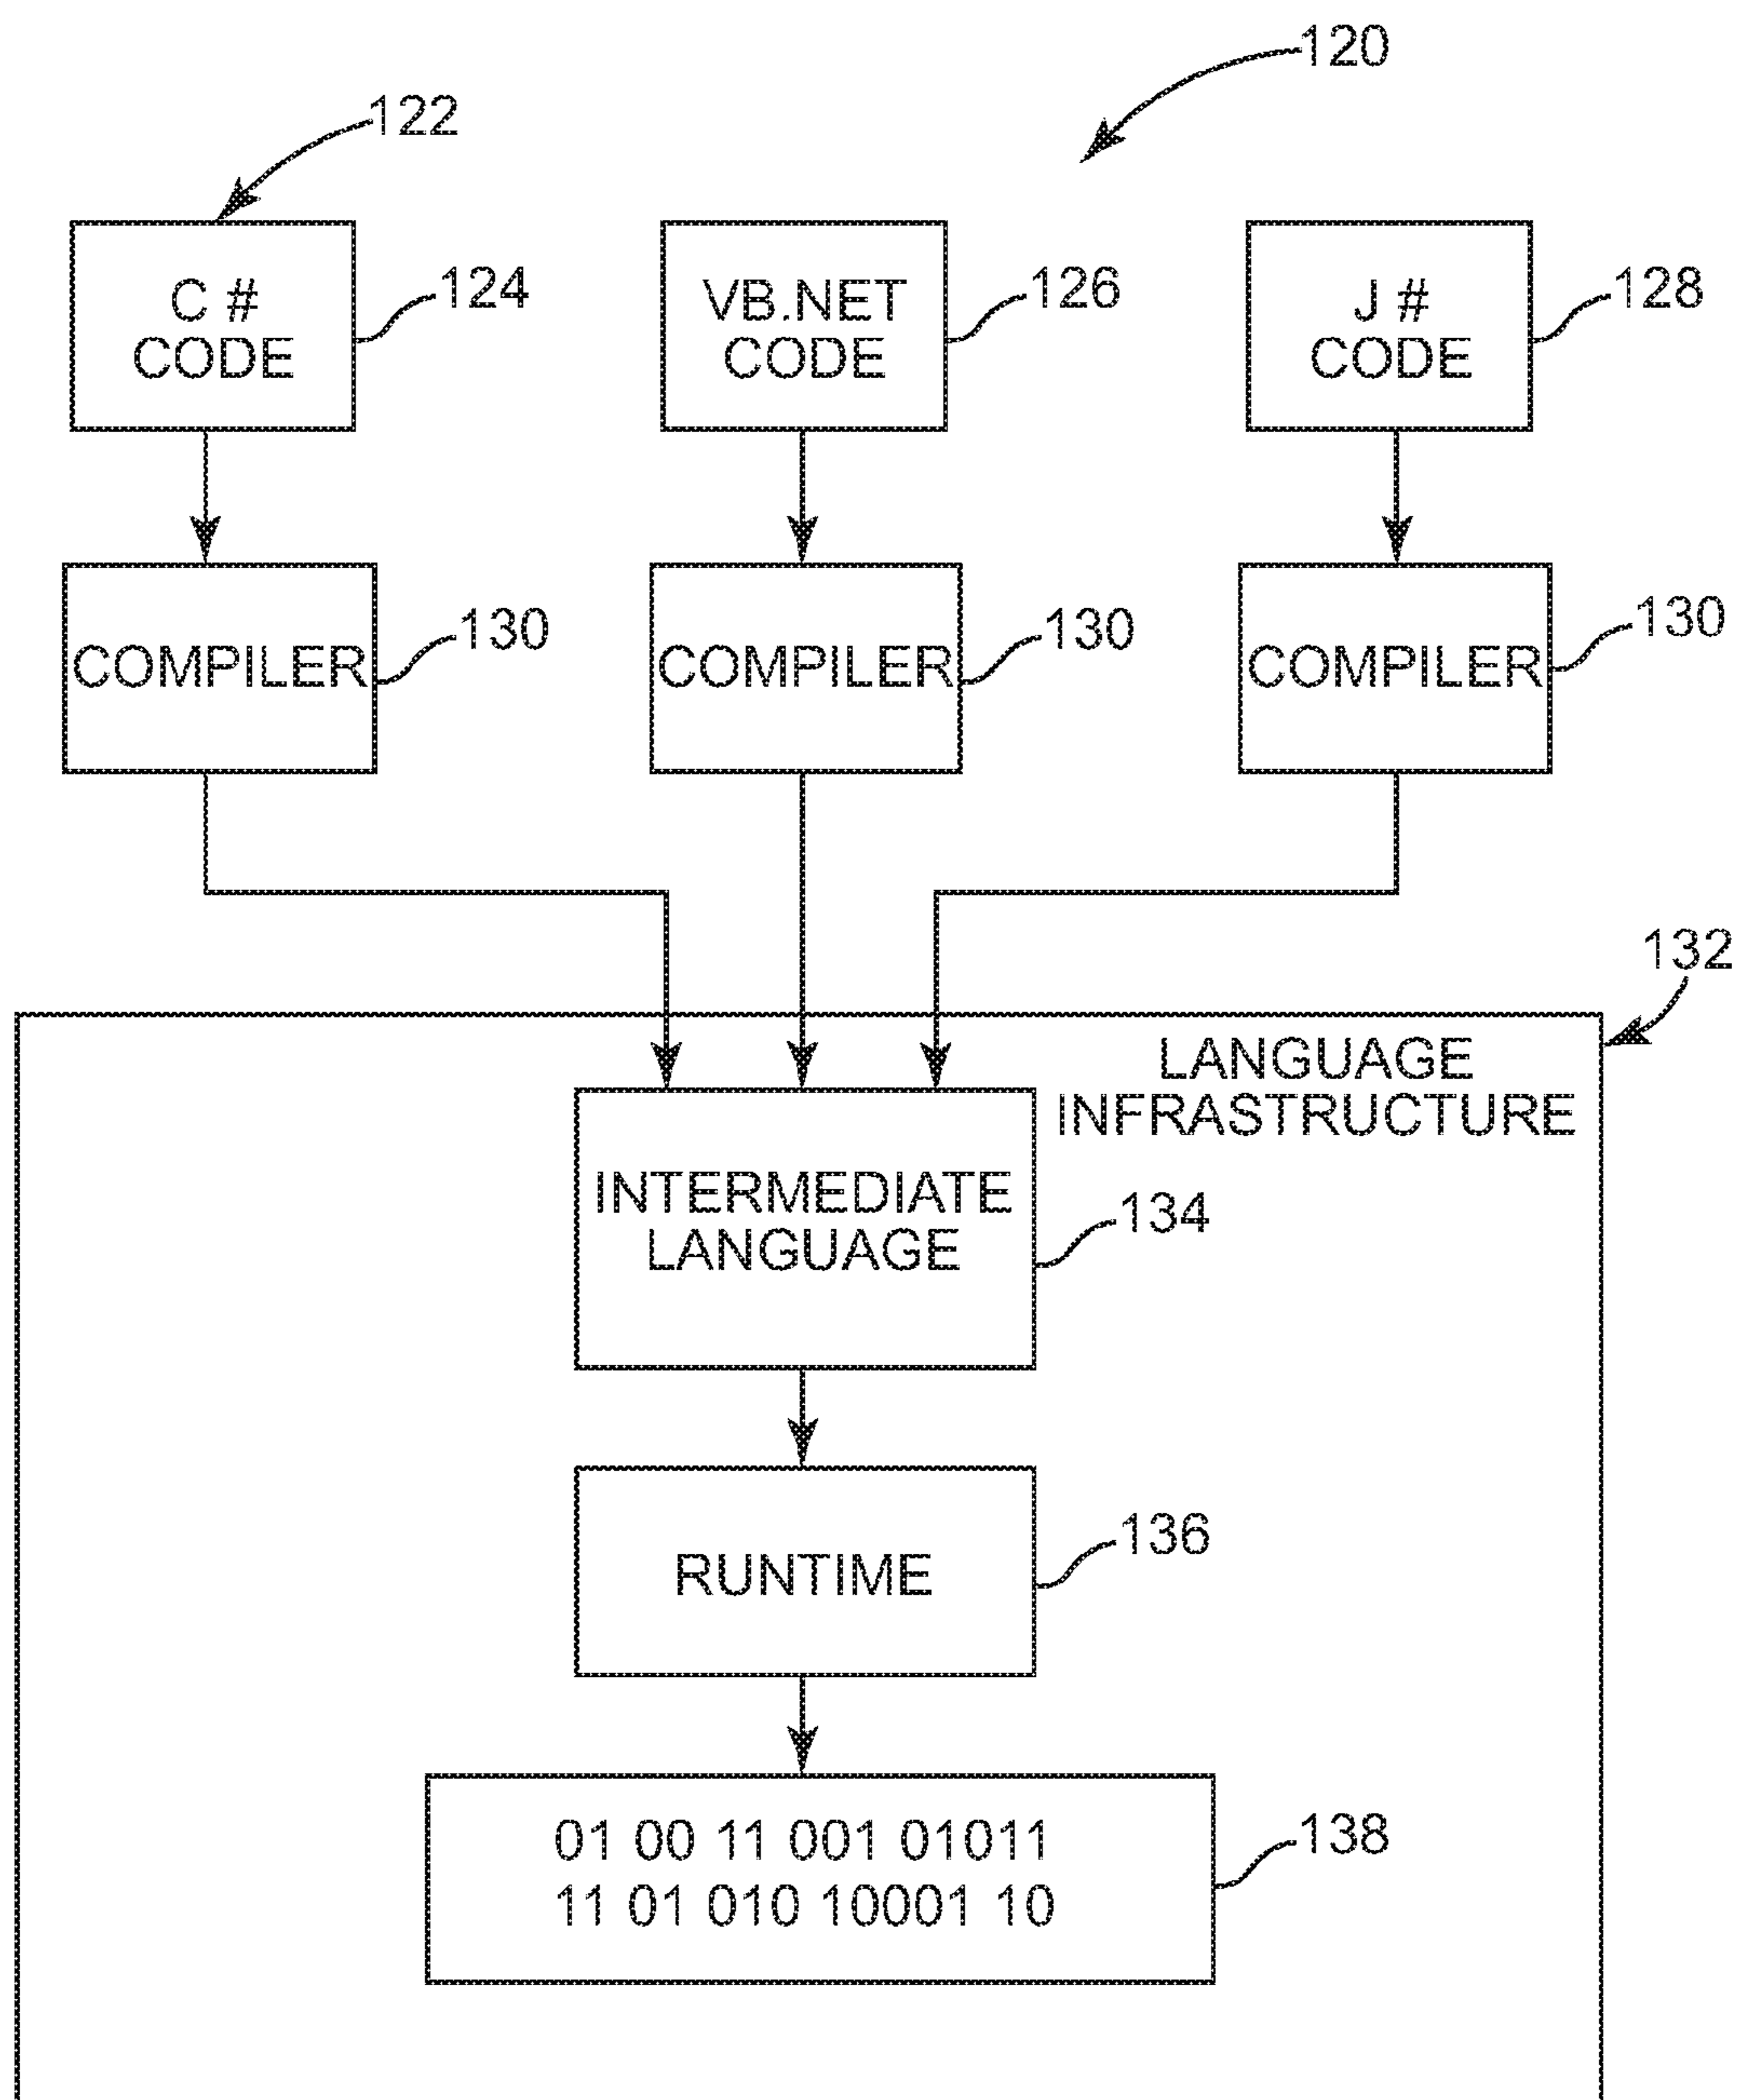 120
122
C #
CODE
124
VB.NET
CODE
126
J #
CODE
128
COMPILER
130
COMPILER
130
COMPILER
130
132
LANGUAGE
INFRASTRUCTURE
INTERMEDIATE
LANGUAGE
134
RUNTIME
136
01 00 11 001 01011
11 01 010 10001 10
138